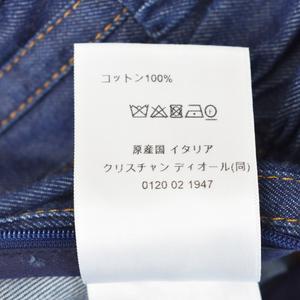 コットン100%
原産国 イタリア
クリスチャン ディオール(同)
0120 02 1947